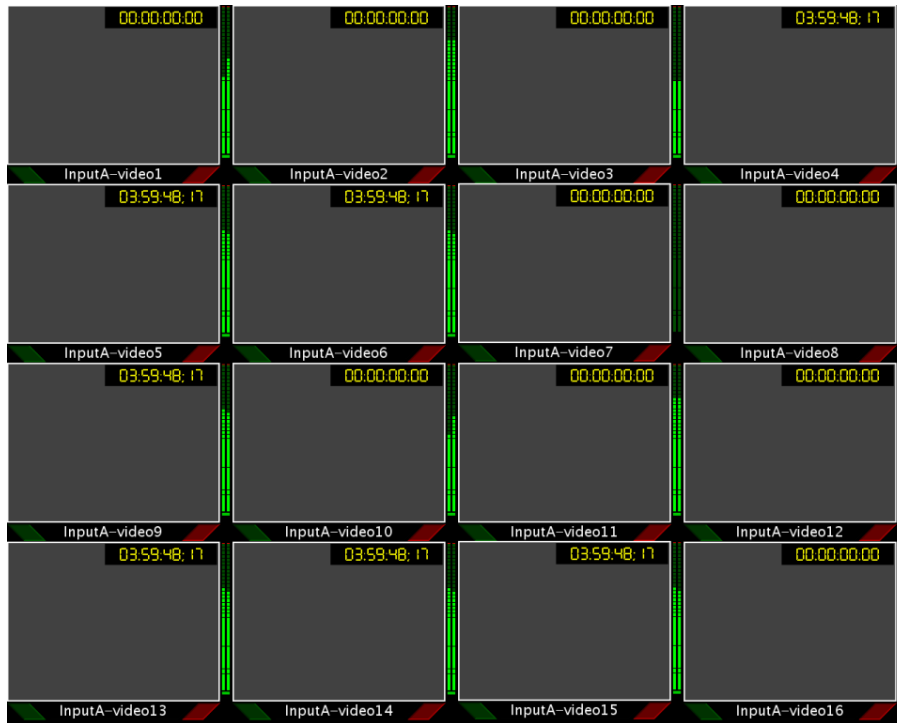 00:00:00:00 00:00:00:00 00:00:00:00 03:59:48;17
InputA-video1 InputA-video2 InputA-video3 InputA-video4
03:59:48;17 03:59:48;17 00:00:00:00 00:00:00:00
InputA-video5 InputA-video6 InputA-video7 InputA-video8
03:59:48;17 00:00:00:00 00:00:00:00 00:00:00:00
InputA-video9 InputA-video10 InputA-video11 InputA-video12
03:59:48;17 03:59:48;17 03:59:48;17 00:00:00:00
InputA-video13 InputA-video14 InputA-video15 InputA-video16